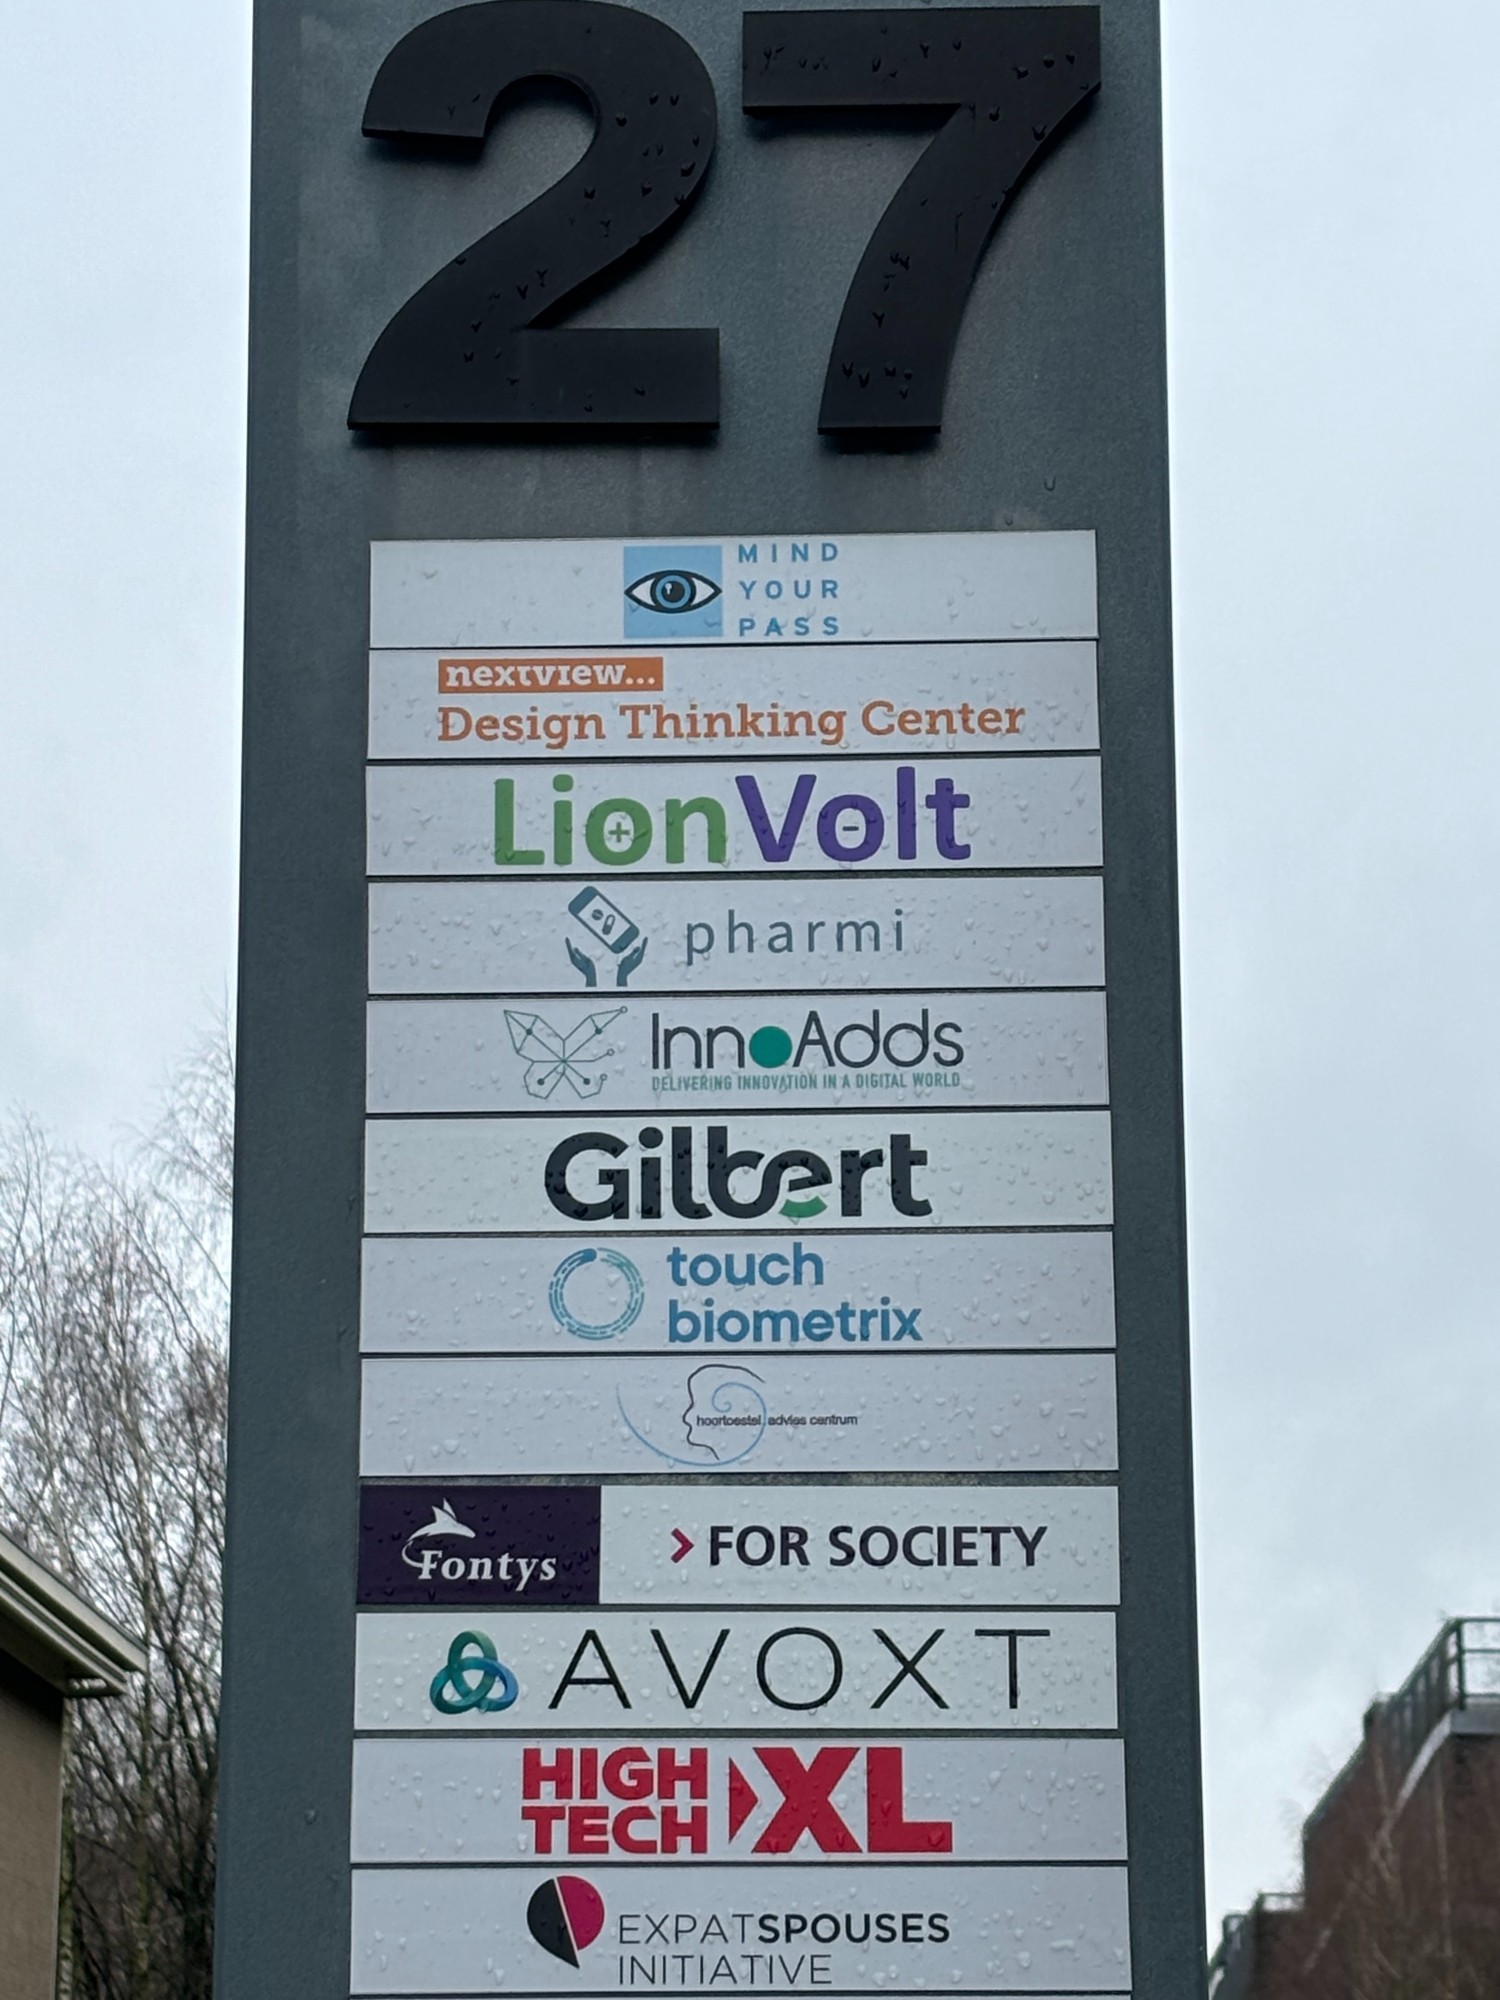 27
MIND
YOUR
PASS
nextview...
Design Thinking Center
LionVolt
pharmi
InnoAdds
DELIVERING INNOVATION IN A DIGITAL WORLD
Gilbert
touch
biometrix
hoortoestel advies centrum
Fontys
> FOR SOCIETY
AVOXT
HIGH
TECH XL
EXPATSPOUSES
INITIATIVE